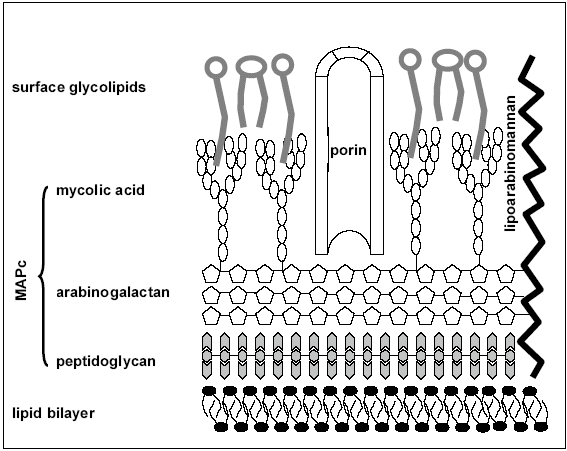 surface glycolipids
porin
lipoarabinomannan
mycolic acid
MAPc
arabinogalactan
peptidoglycan
lipid bilayer